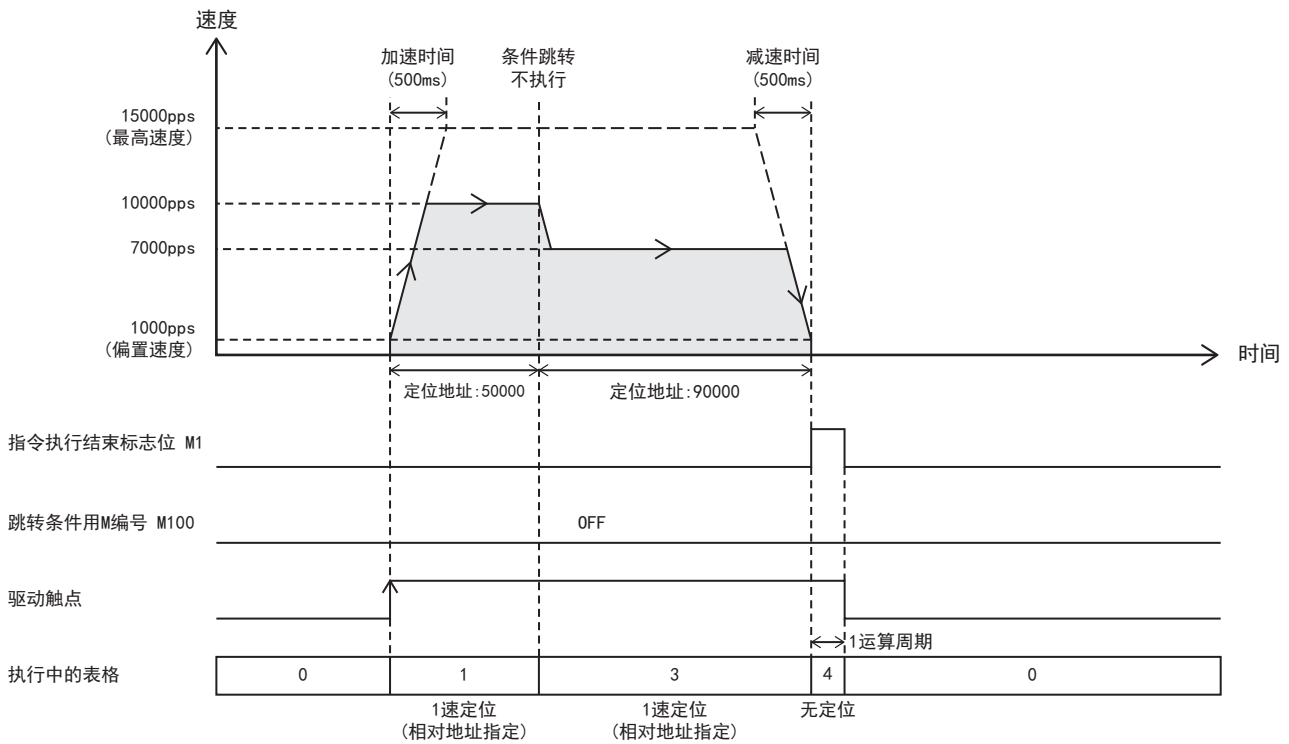 速度
加速时间
(500ms)
条件跳转
不执行
减速时间
(500ms)
15000pps
(最高速度)
10000pps
7000pps
1000pps
(偏置速度)
时间
定位地址:50000
定位地址:90000
指令执行结束标志位 M1
跳转条件用M编号 M100
OFF
驱动触点
1运算周期
执行中的表格
0
1
3
4
0
1速定位
(相对地址指定)
1速定位
(相对地址指定)
无定位